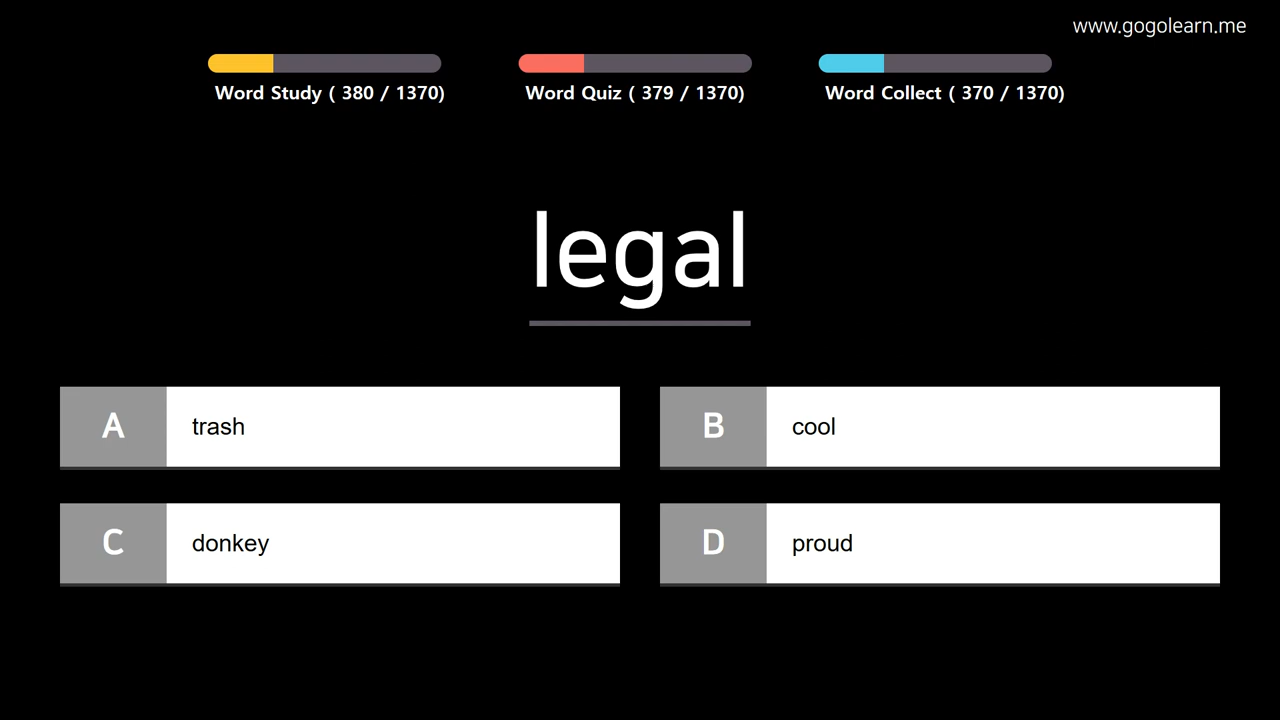 www.gogolearn.me
Word Study ( 380 / 1370)
Word Quiz ( 379 / 1370)
Word Collect ( 370 / 1370)
legal
A trash
B cool
C donkey
D proud